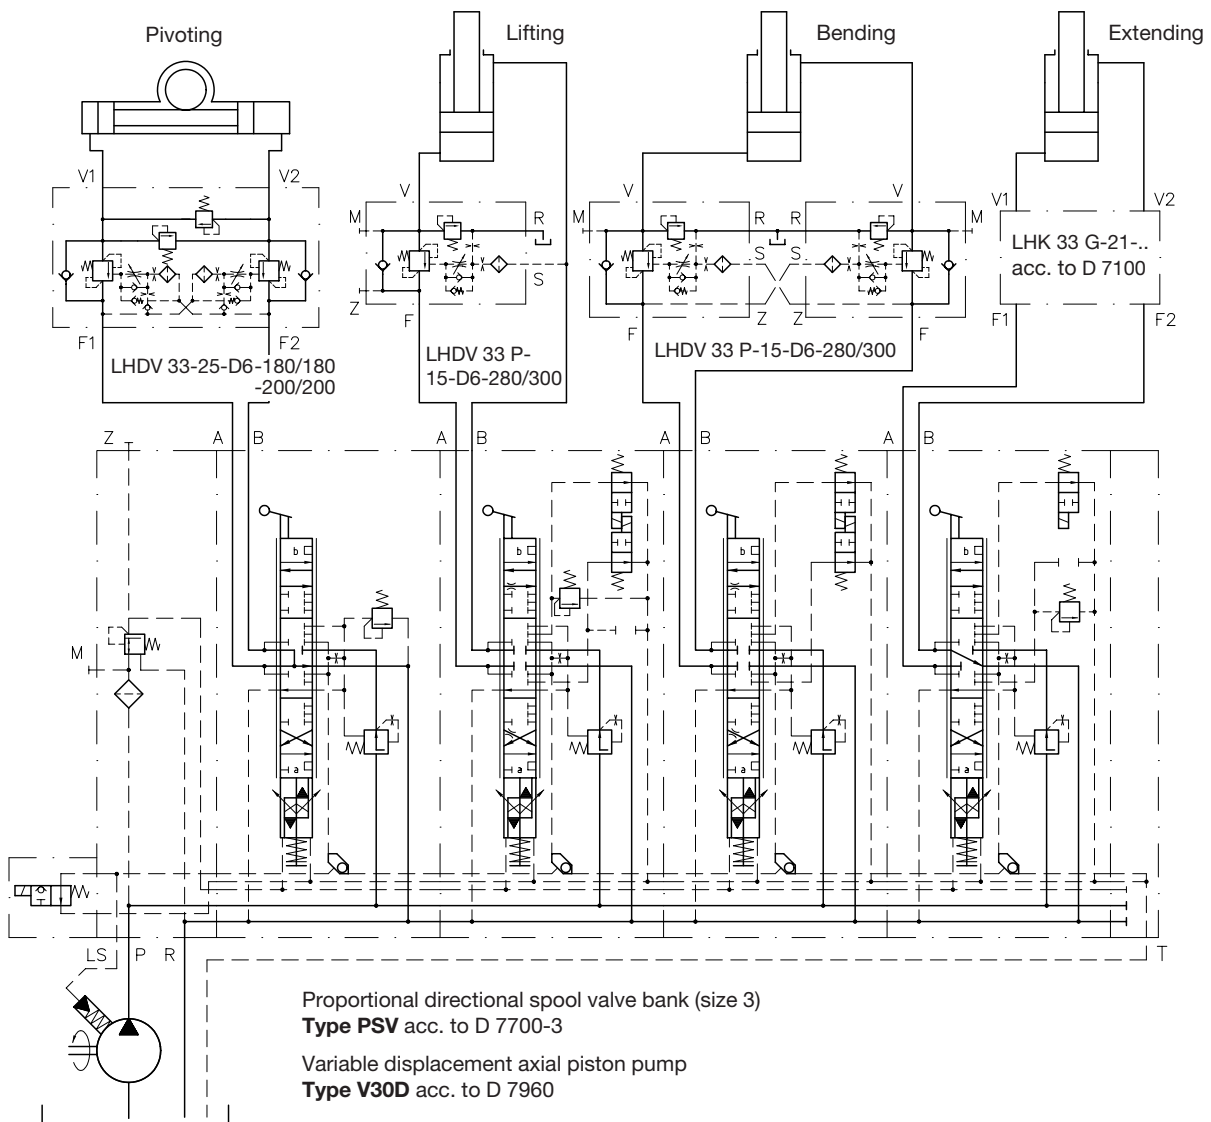 Pivoting
Lifting
Bending
Extending
V1
V2
V
V
V
V1
V2
M
R
M
R
R
M
S
S
S
Z
Z
Z
LHK 33 G-21-..
acc. to D 7100
F1
F2
F
F
F
F1
F2
LHDV 33-25-D6-180/180
-200/200
LHDV 33 P-
15-D6-280/300
LHDV 33 P-15-D6-280/300
Z
A
B
A
B
A
B
A
B
b
b
b
b
M
a
a
a
a
LS
P
R
T
Proportional directional spool valve bank (size 3)
Type PSV acc. to D 7700-3
Variable displacement axial piston pump
Type V30D acc. to D 7960